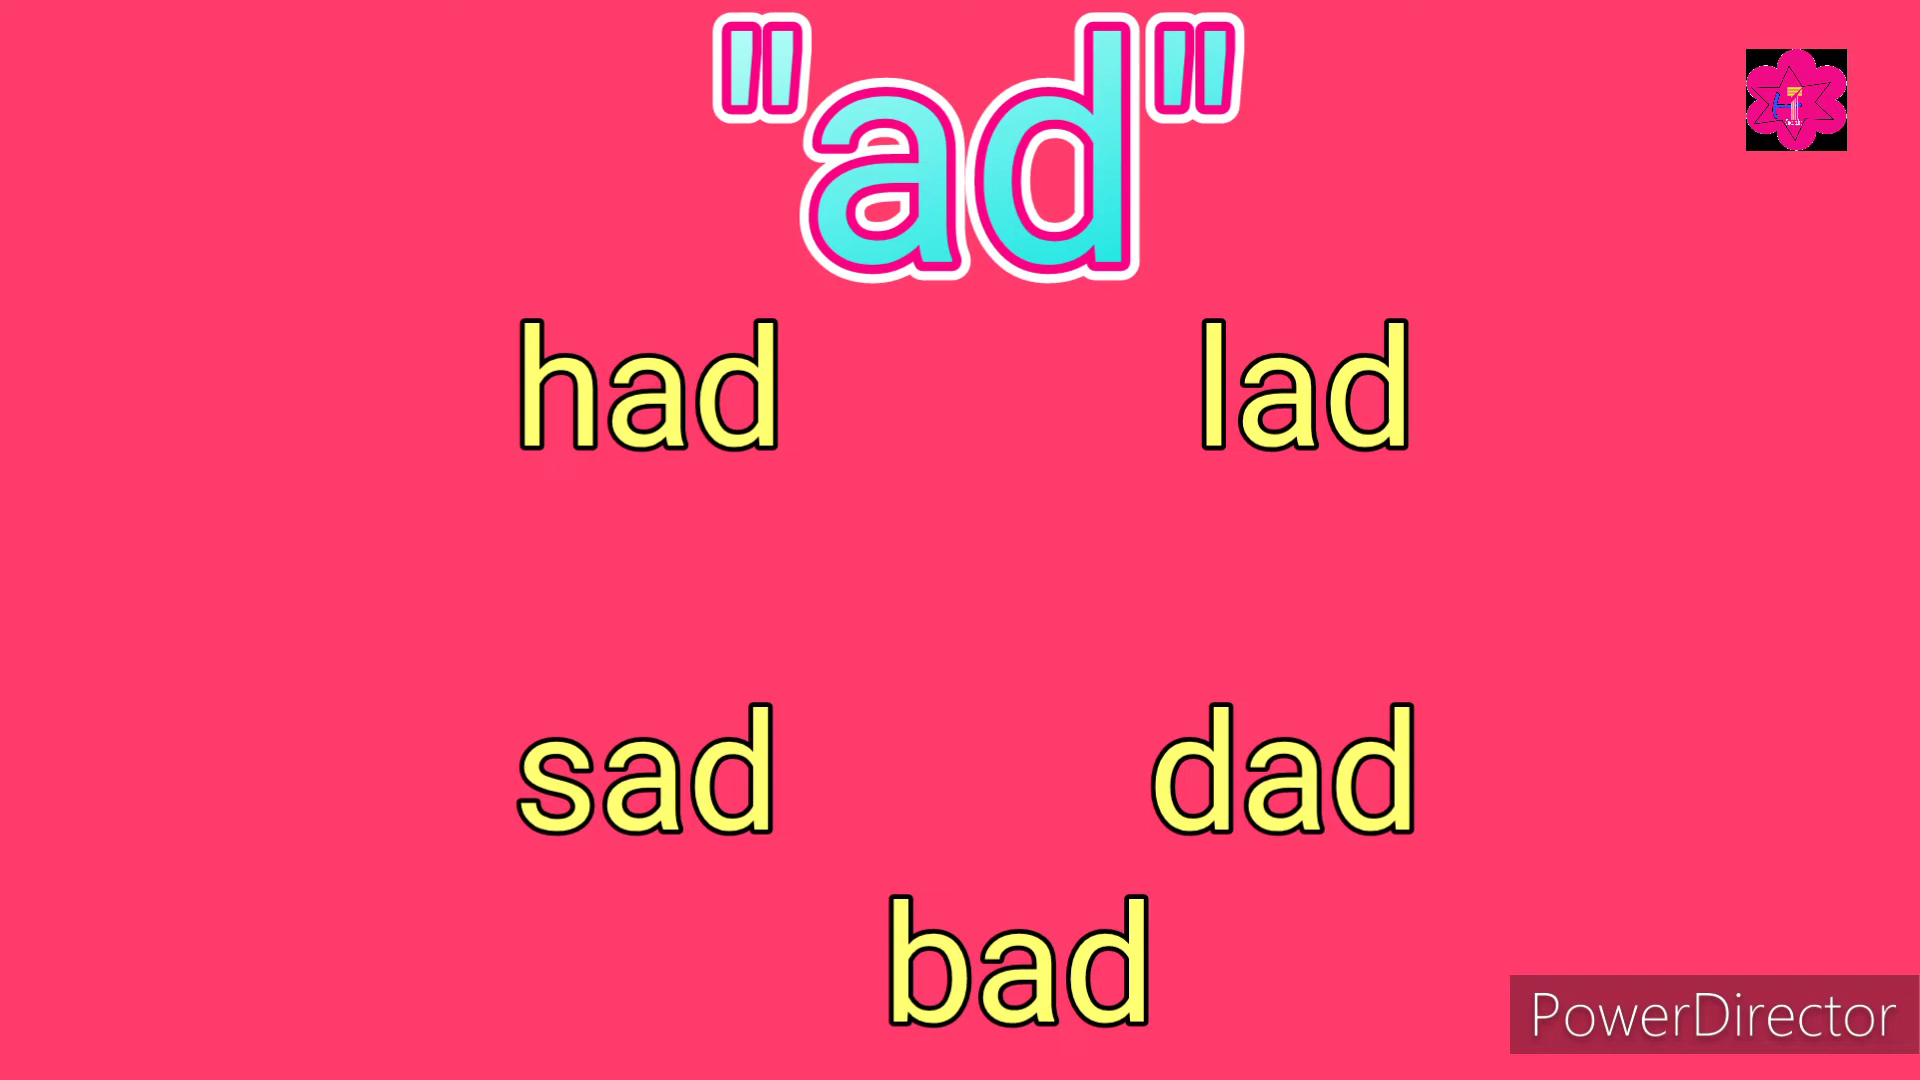 "ad"
had lad
sad dad
bad
PowerDirector